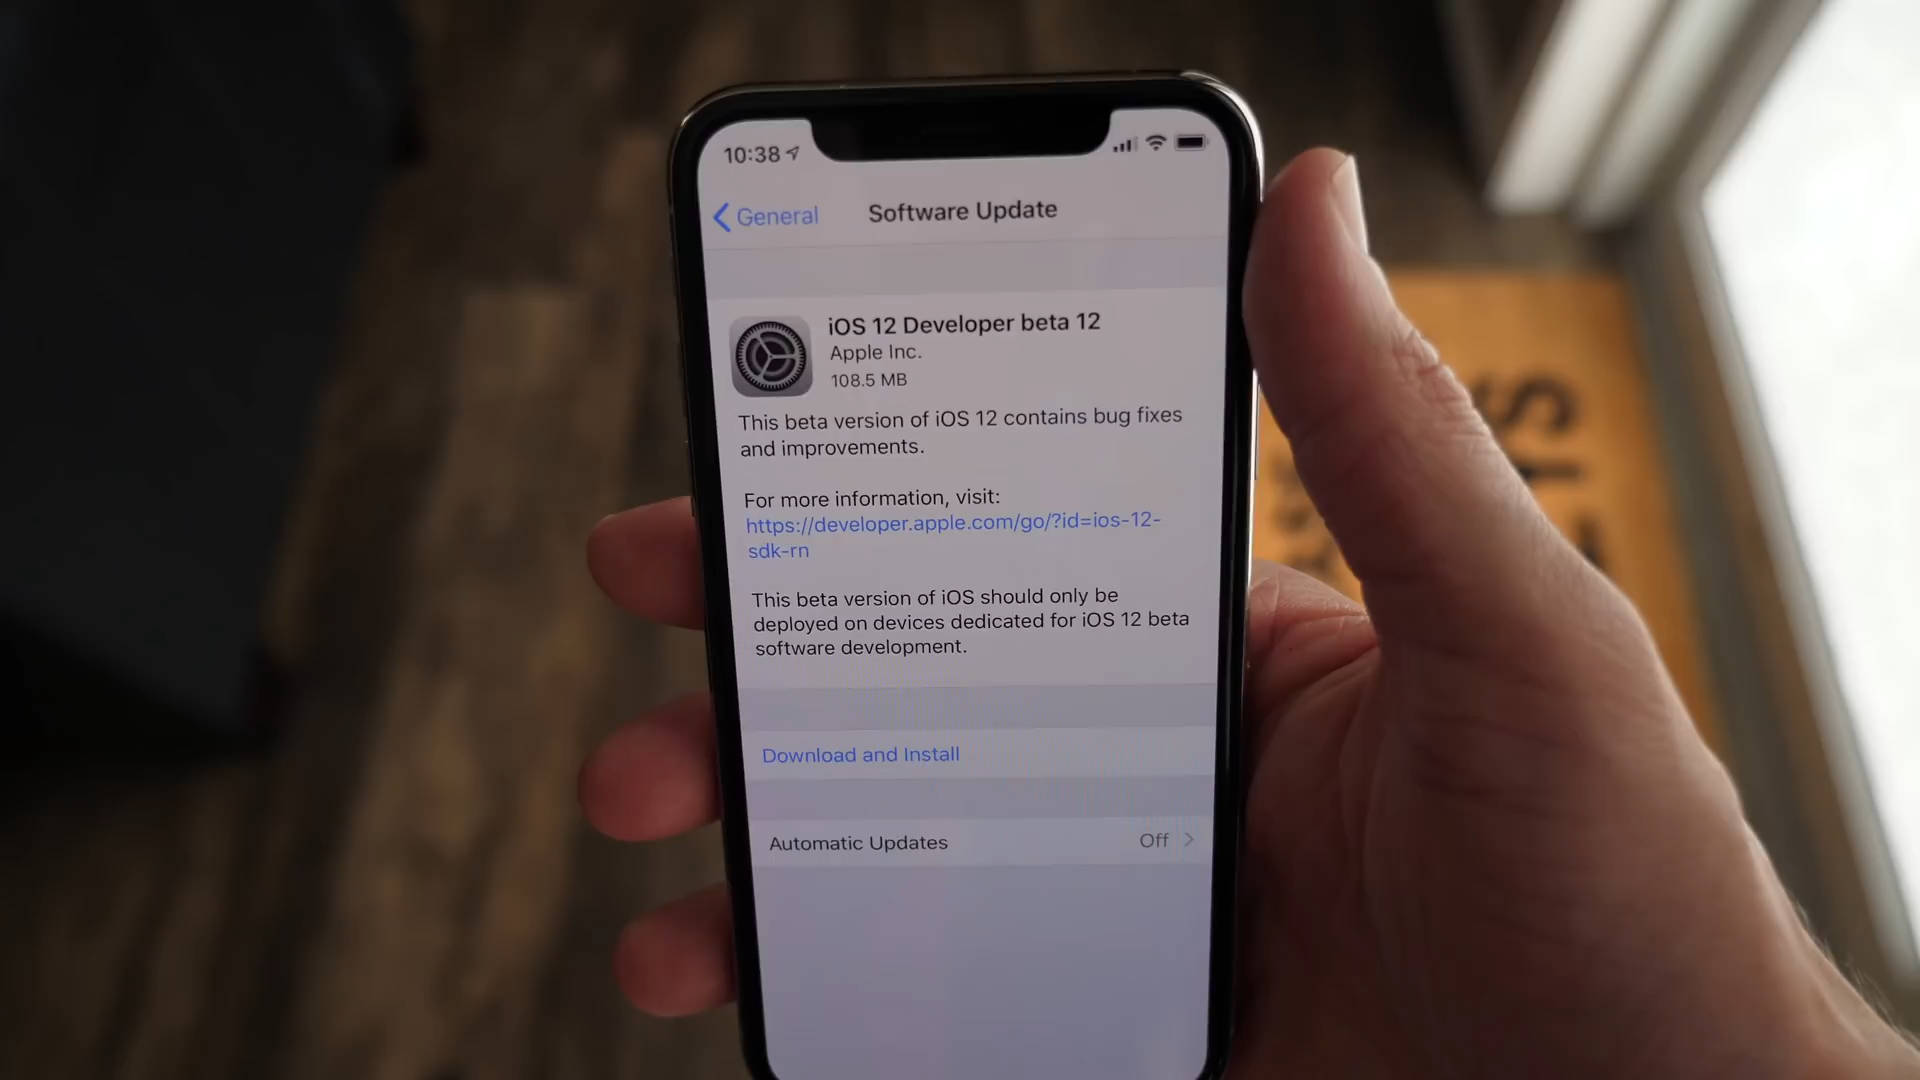 10:38
General
Software Update
iOS 12 Developer beta 12
Apple Inc.
108.5 MB
This beta version of iOS 12 contains bug fixes
and improvements.
For more information, visit:
https://developer.apple.com/go/?id=ios-12-
sdk-rn
This beta version of iOS should only be
deployed on devices dedicated for iOS 12 beta
software development.
Download and Install
Automatic Updates Off